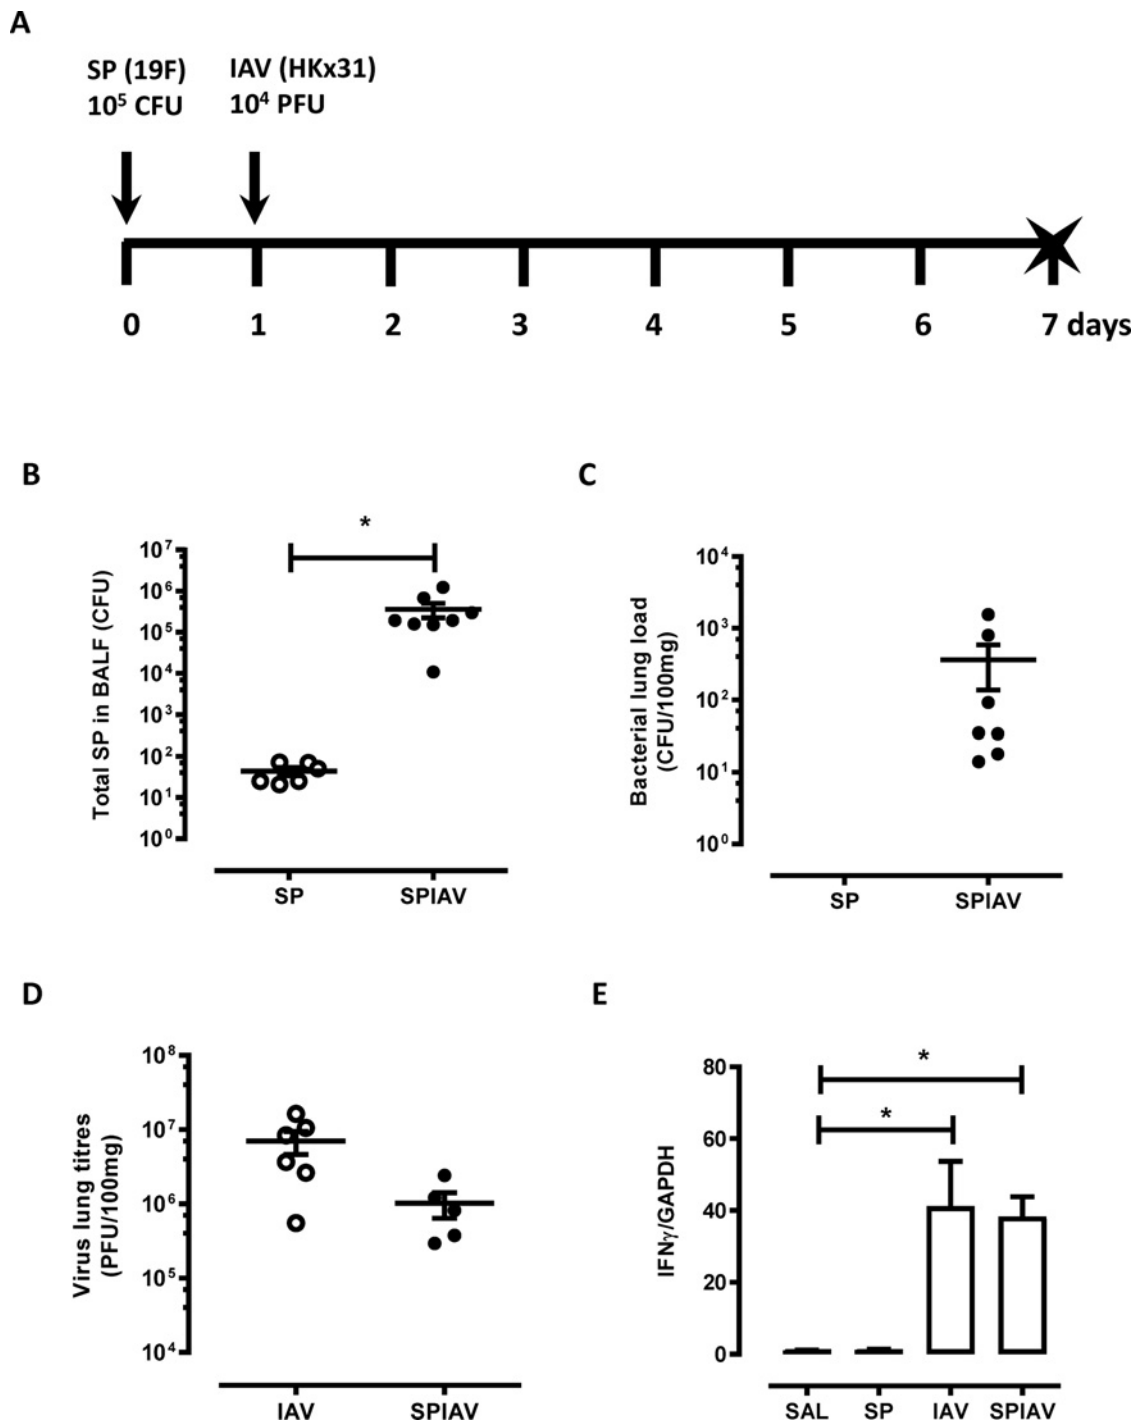 A
SP (19F)
10⁵ CFU
IAV (HKx31)
10⁴ PFU
0 1 2 3 4 5 6 7 days
B
*
Total SP in BALF (CFU)
10⁷
10⁶
10⁵
10⁴
10³
10²
10¹
10⁰
SP SPIAV
C
Bacterial lung load
(CFU/100mg)
10⁴
10³
10²
10¹
10⁰
SP SPIAV
D
Virus lung titres
(PFU/100mg)
10⁸
10⁷
10⁶
10⁵
10⁴
IAV SPIAV
E
*
*
IFNγ/GAPDH
80
60
40
20
0
SAL SP IAV SPIAV